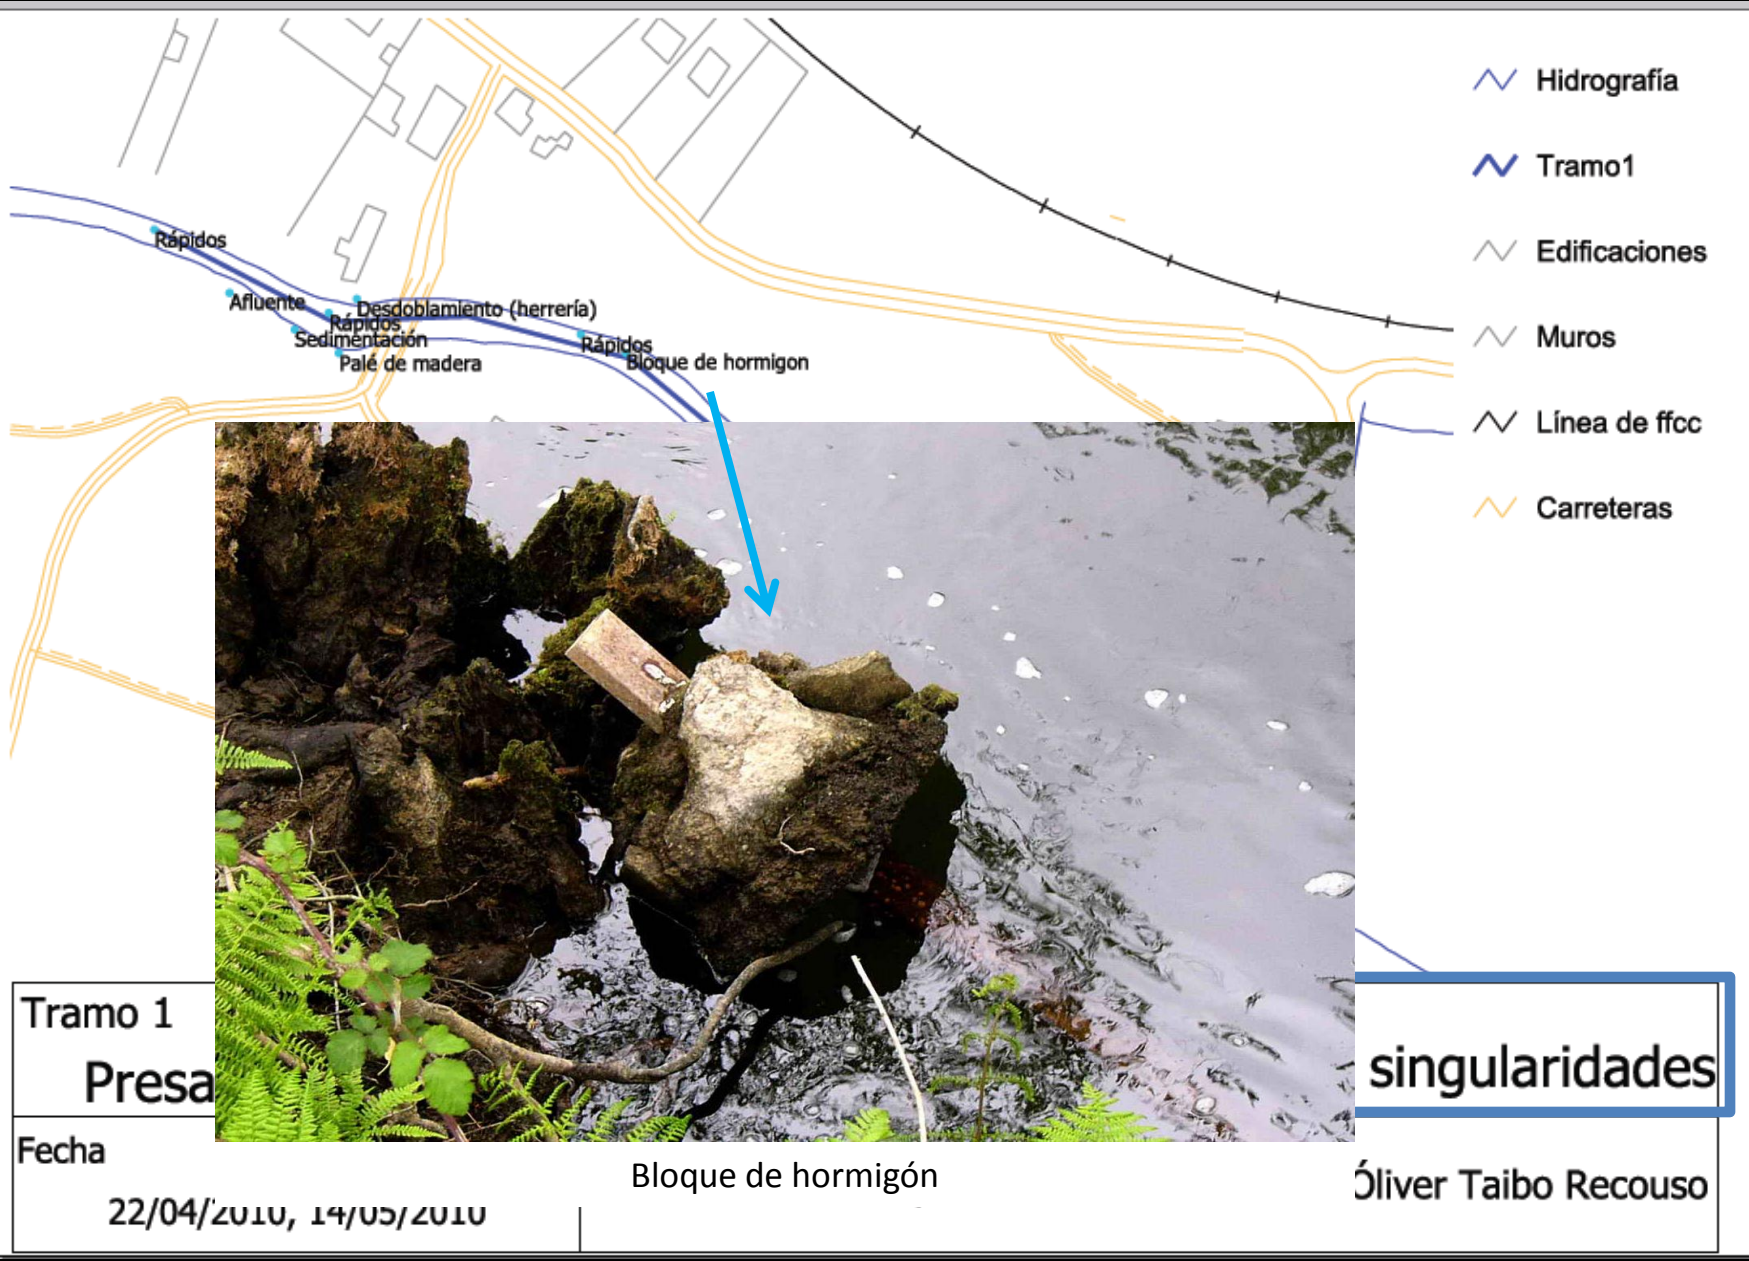 Hidrografía
Tramo1
Edificaciones
Muros
Línea de ffcc
Carreteras
Rápidos
Afluente
Desdoblamiento (herrería)
Rápidos
Sedimentación
Palé de madera
Rápidos
Bloque de hormigon
Tramo 1
Presa
singularidades
Fecha
22/04/2010, 14/05/2010
Bloque de hormigón
Óliver Taibo Recouso